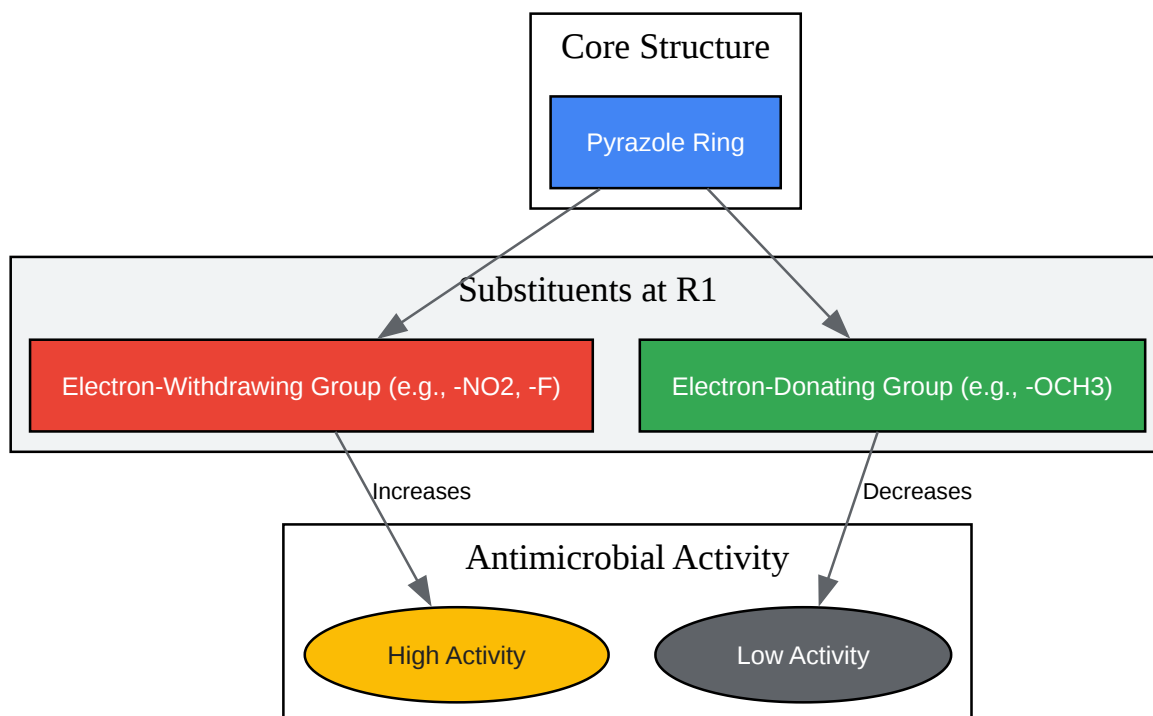 Core Structure
Pyrazole Ring
Substituents at R1
Electron-Withdrawing Group (e.g., -NO2, -F)
Electron-Donating Group (e.g., -OCH3)
Increases
Decreases
Antimicrobial Activity
High Activity
Low Activity